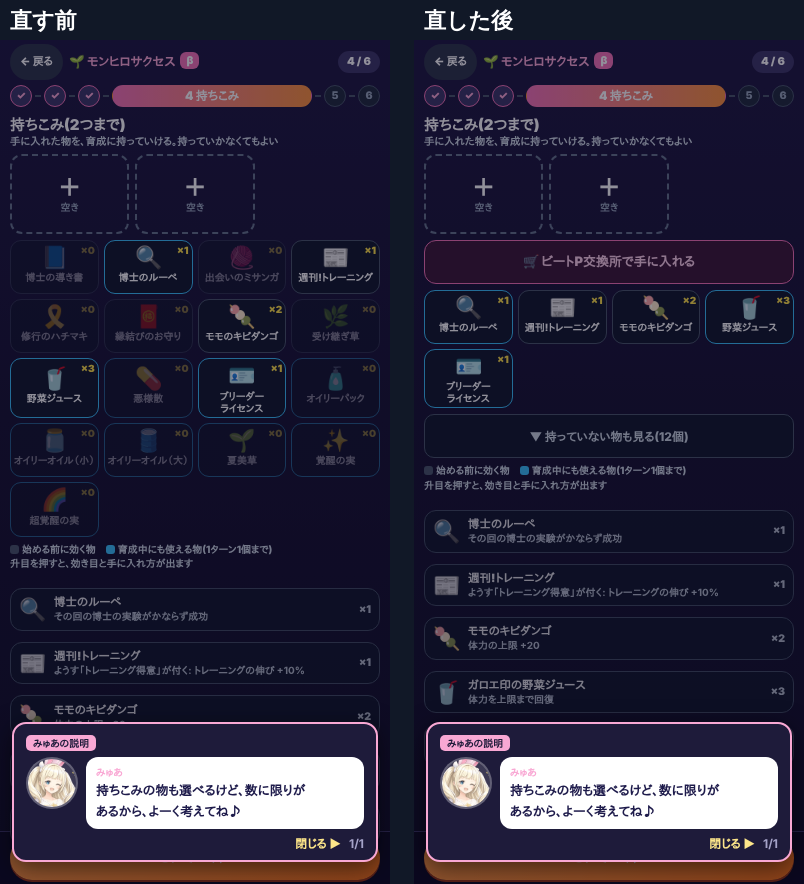 直す前
← 戻る
🌱 モンヒロサクセス β
4 / 6
✓ ✓ ✓ 4 持ちこみ 5 6
持ちこみ(2つまで)
手に入れた物を、育成に持っていける。持っていかなくてもよい
+ +
空き 空き
×0 ×1 ×0 ×1
博士の導き書 博士のルーペ 出会いのミサンガ 週刊!トレーニング
×0 ×0 ×2 ×0
修行のハチマキ 縁結びのお守り モモのキビダンゴ 受け継ぎ草
×3 ×0 ×1 ×0
野菜ジュース 悪様散 ブリーダー オイリーパック
ライセンス
×0 ×0 ×0 ×0
オイリーオイル(小) オイリーオイル(大) 夏美草 覚醒の実
×0
超覚醒の実
始める前に効く物 育成中にも使える物(1ターン1個まで)
升目を押すと、効き目と手に入れ方が出ます
博士のルーペ
その回の博士の実験がかならず成功
×1
週刊!トレーニング
ようす「トレーニング得意」が付く: トレーニングの伸び +10%
×1
モモのキビダンゴ
×2
みゅあの説明
みゅあ
持ちこみの物も選べるけど、数に限りが
あるから、よーく考えてね♪
閉じる ▶ 1/1
直した後
← 戻る
🌱 モンヒロサクセス β
4 / 6
✓ ✓ ✓ 4 持ちこみ 5 6
持ちこみ(2つまで)
手に入れた物を、育成に持っていける。持っていかなくてもよい
+ +
空き 空き
🛒 ビートP交換所で手に入れる
×1 ×1 ×2 ×3
博士のルーペ 週刊!トレーニング モモのキビダンゴ 野菜ジュース
×1
ブリーダー
ライセンス
▼ 持っていない物も見る(12個)
始める前に効く物 育成中にも使える物(1ターン1個まで)
升目を押すと、効き目と手に入れ方が出ます
博士のルーペ
その回の博士の実験がかならず成功
×1
週刊!トレーニング
ようす「トレーニング得意」が付く: トレーニングの伸び +10%
×1
モモのキビダンゴ
体力の上限 +20
×2
ガロエ印の野菜ジュース
体力を上限まで回復
×3
みゅあの説明
みゅあ
持ちこみの物も選べるけど、数に限りが
あるから、よーく考えてね♪
閉じる ▶ 1/1